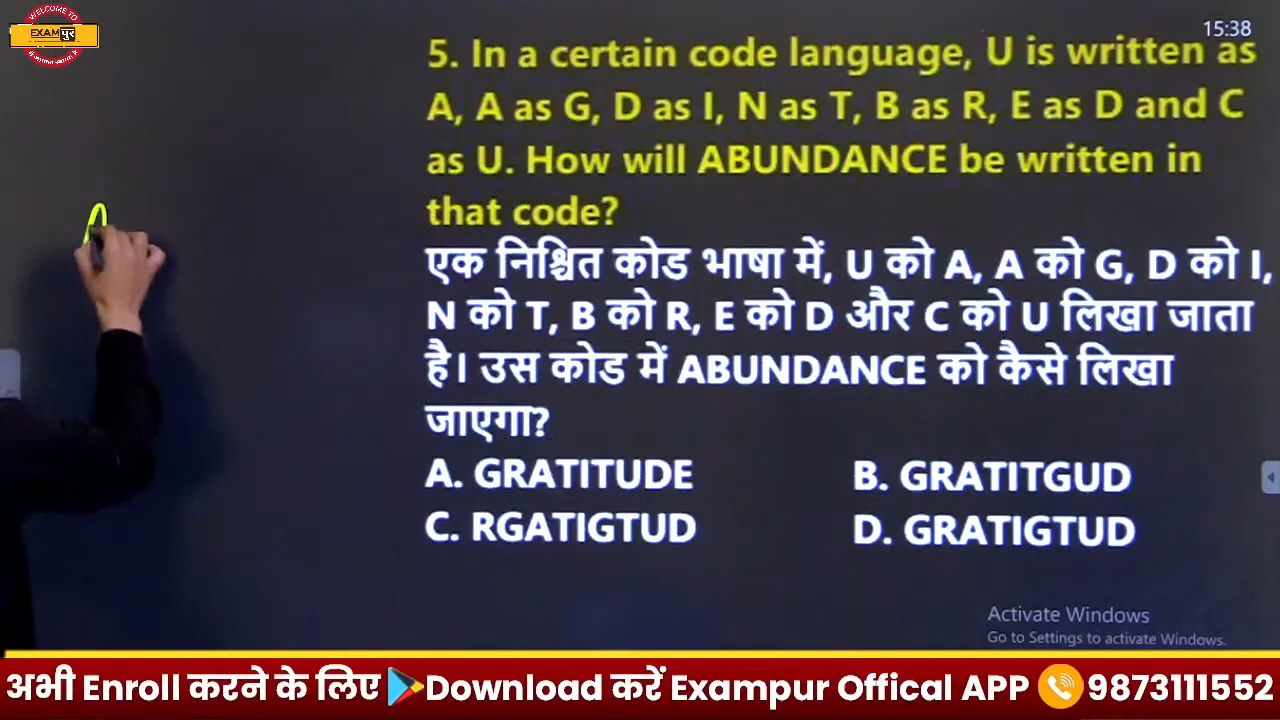 WELCOME TO
EXAMपुर
15:38
5. In a certain code language, U is written as
A, A as G, D as I, N as T, B as R, E as D and C
as U. How will ABUNDANCE be written in
that code?
एक निश्चित कोड भाषा में, U को A, A को G, D को I,
N को T, B को R, E को D और C को U लिखा जाता
है। उस कोड में ABUNDANCE को कैसे लिखा
जाएगा?
A. GRATITUDE B. GRATITGUD
C. RGATIGTUD D. GRATIGTUD
Activate Windows
Go to Settings to activate Windows.
अभी Enroll करने के लिए Download करें Exampur Offical APP 9873111552